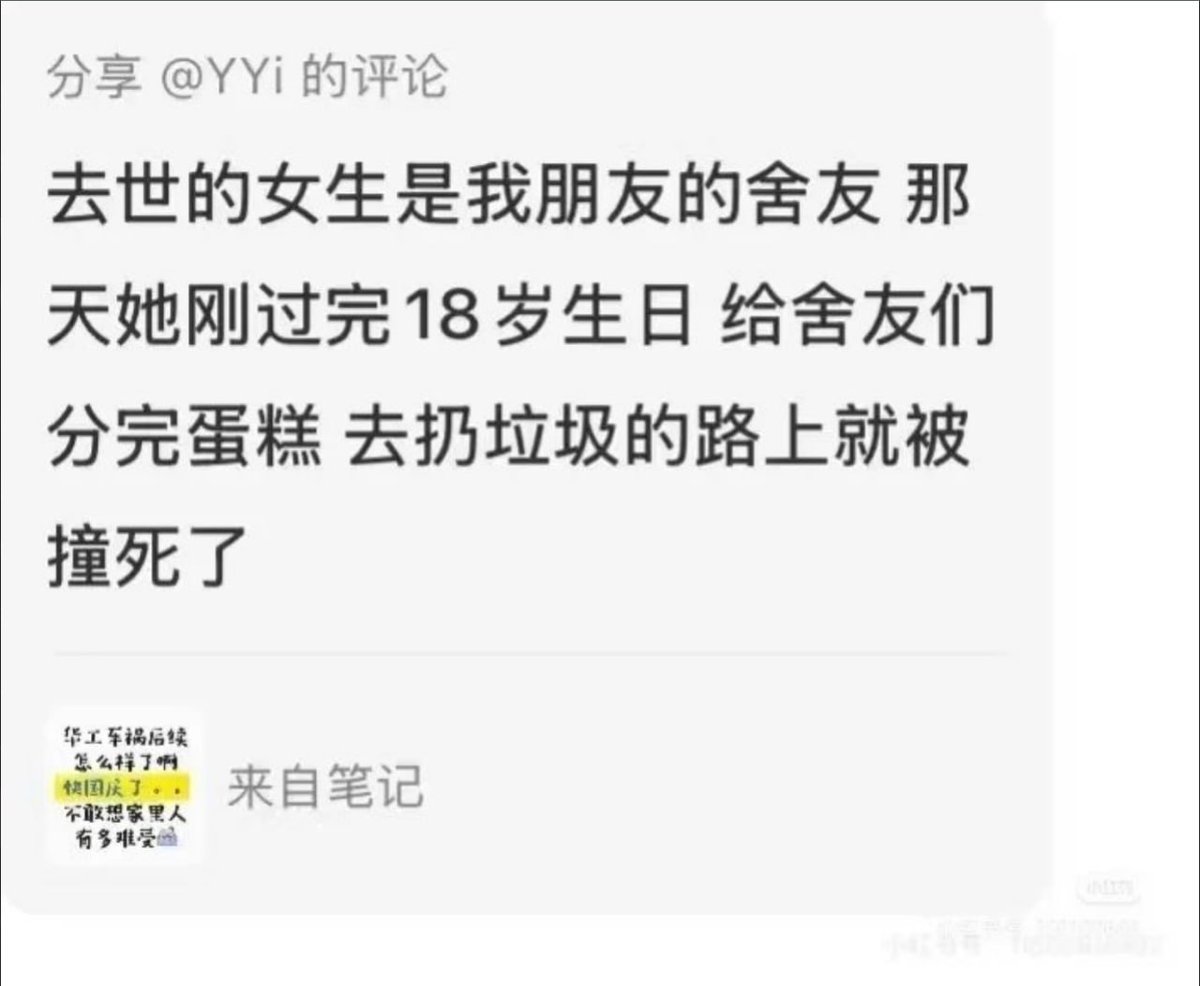 分享 @YYi 的评论
去世的女生是我朋友的舍友 那
天她刚过完18岁生日 给舍友们
分完蛋糕 去扔垃圾的路上就被
撞死了
华工车祸后续
怎么样了啊
快国庆了..
不敢想家里人
有多难受
来自笔记
小红书